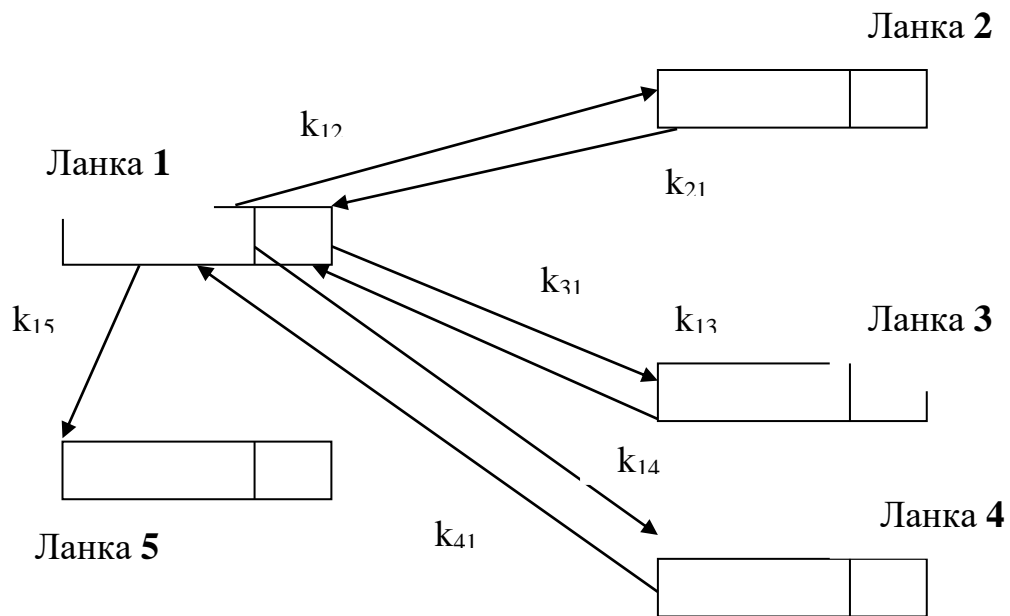 Ланка 2
k₁₂
Ланка 1
k₂₁
k₃₁
k₁₅
k₁₃
Ланка 3
k₁₄
Ланка 4
k₄₁
Ланка 5